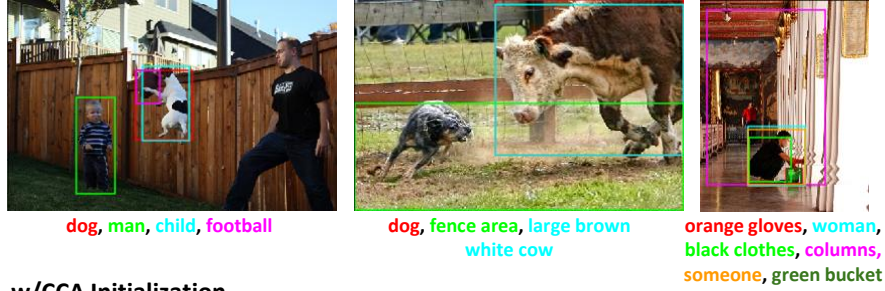 dog, man, child, football
dog, fence area, large brown
white cow
orange gloves, woman,
black clothes, columns,
someone, green bucket
w/CCA Initialization